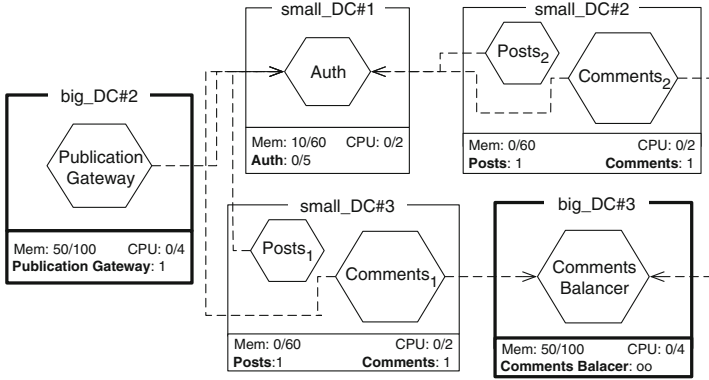 small_DC#1
small_DC#2
Auth
Posts2
Comments2
Mem: 10/60 CPU: 0/2
Auth: 0/5
Mem: 0/60 CPU: 0/2
Posts: 1 Comments: 1
big_DC#2
Publication
Gateway
Mem: 50/100 CPU: 0/4
Publication Gateway: 1
small_DC#3
Posts1
Comments1
Mem: 0/60 CPU: 0/2
Posts:1 Comments: 1
big_DC#3
Comments
Balancer
Mem: 50/100 CPU: 0/4
Comments Balacer: oo